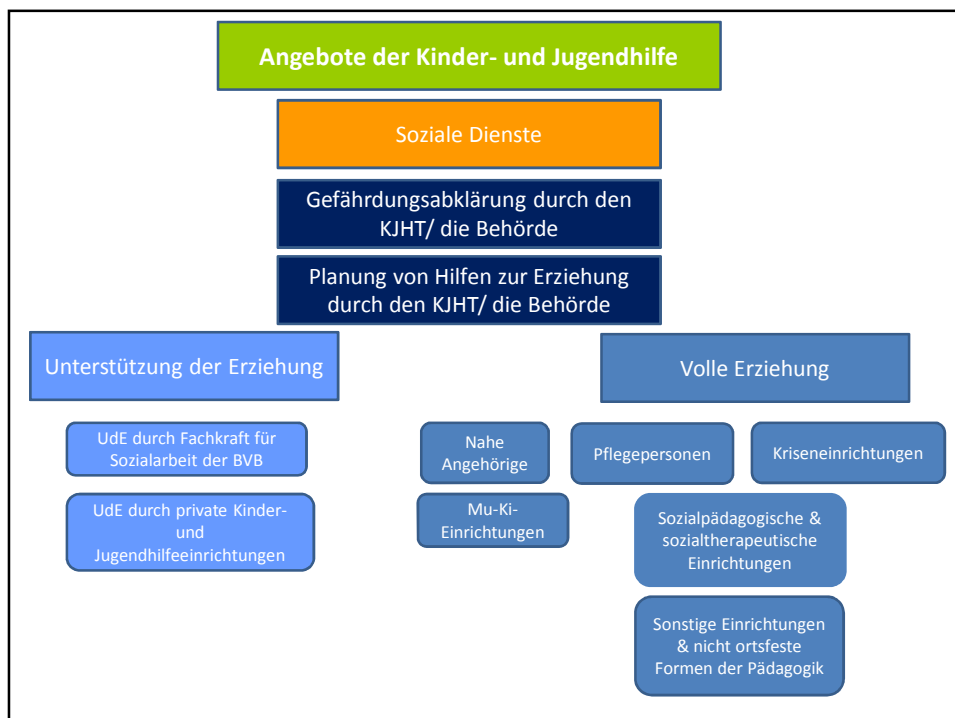 Angebote der Kinder- und Jugendhilfe
Soziale Dienste
Gefährdungsabklärung durch den
KJHT/ die Behörde
Planung von Hilfen zur Erziehung
durch den KJHT/ die Behörde
Unterstützung der Erziehung
Volle Erziehung
UdE durch Fachkraft für
Sozialarbeit der BVB
UdE durch private Kinder-
und
Jugendhilfeeinrichtungen
Nahe
Angehörige
Pflegepersonen
Kriseneinrichtungen
Mu-Ki-
Einrichtungen
Sozialpädagogische &
sozialtherapeutische
Einrichtungen
Sonstige Einrichtungen
& nicht ortsfeste
Formen der Pädagogik